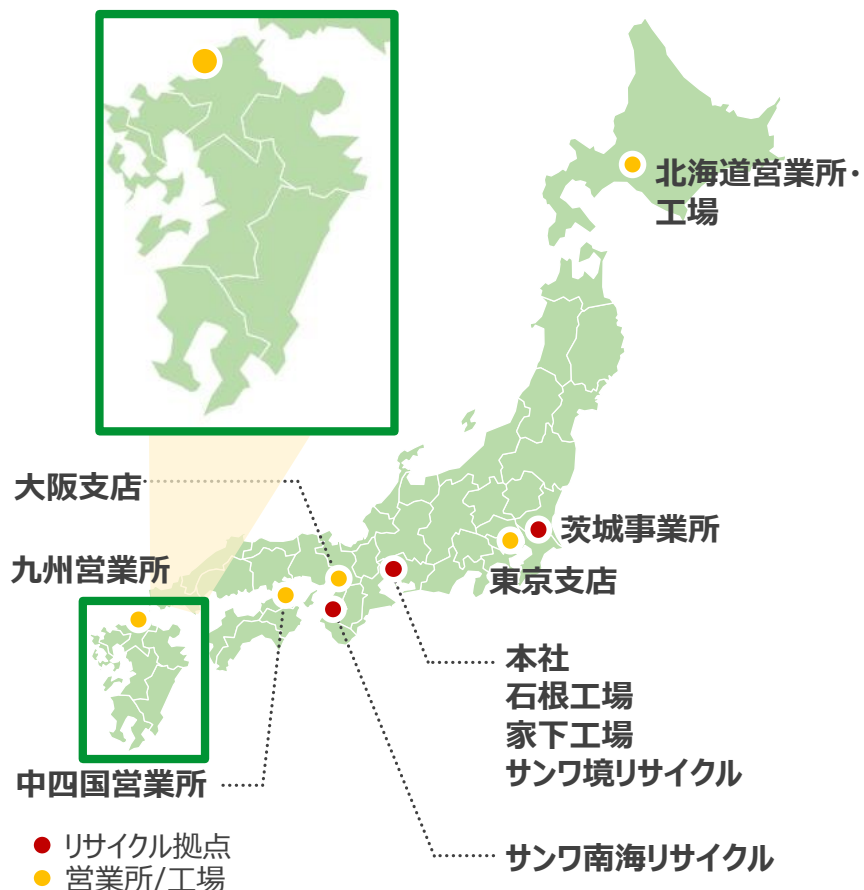 北海道営業所・
工場
大阪支店
茨城事業所
九州営業所
東京支店
本社
石根工場
家下工場
サンワ境リサイクル
中四国営業所
リサイクル拠点
サンワ南海リサイクル
営業所/工場